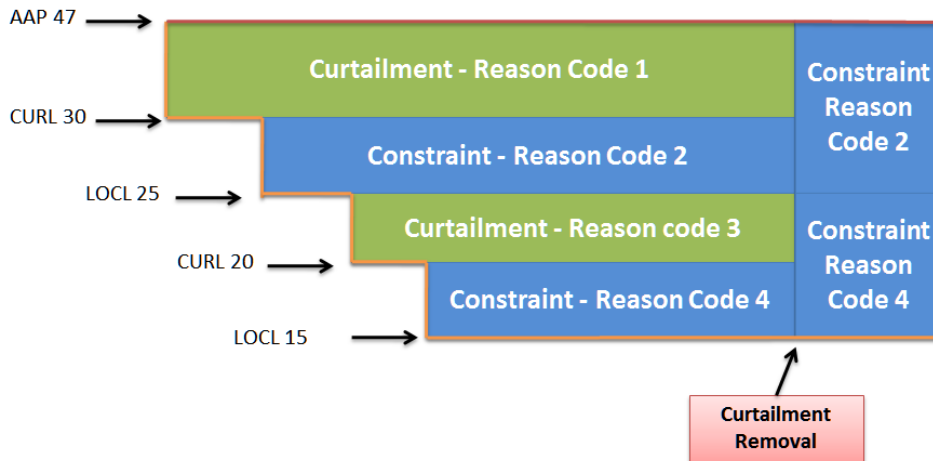 AAP 47
Curtailment - Reason Code 1
Constraint
Reason
Code 2
CURL 30
Constraint - Reason Code 2
LOCL 25
Curtailment - Reason code 3
Constraint
Reason
Code 4
CURL 20
Constraint - Reason Code 4
LOCL 15
Curtailment
Removal